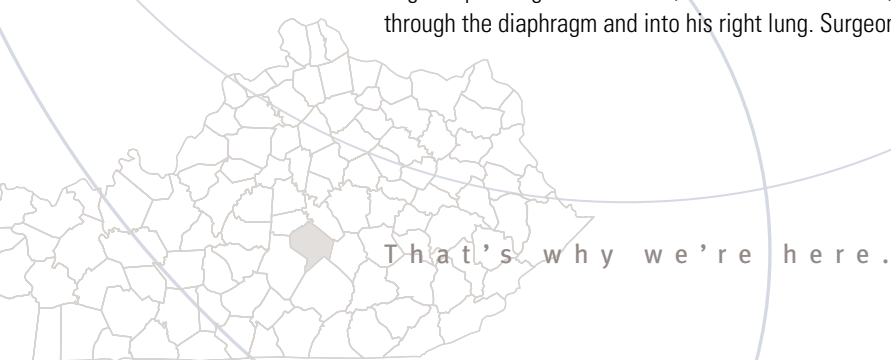 through the diaphragm and into his right lung. Surgeon
That's why we're here.